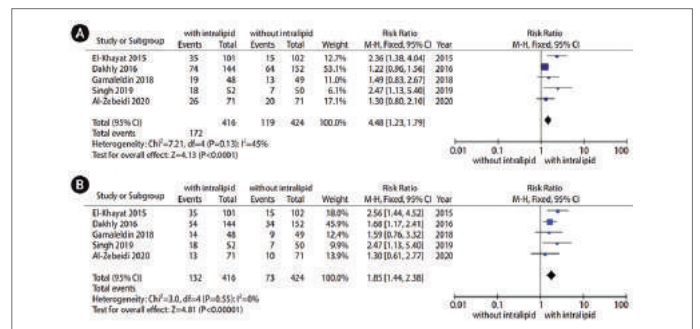 A
Study or Subgroup with intralipid Events Total without intralipid Events Total Weight Risk Ratio M-H, Fixed, 95% CI Year Risk Ratio M-H, Fixed, 95% CI
El-Khayat 2015 35 101 15 102 12.7% 2.36 [1.38, 4.04] 2015
Dakhly 2016 74 144 64 152 53.1% 1.22 [0.96, 1.56] 2016
Gamaleldin 2018 19 48 13 49 11.0% 1.49 [0.83, 2.67] 2018
Singh 2019 18 52 7 50 2.47 [1.13, 5.40] 2019
Al-Zebeidi 2020 26 71 20 71 17.1% 1.30 [0.80, 2.10] 2020
Total (95% CI) 416 424 100.0% 4.48 [1.23, 1.79]
Total events 119
172
Heterogeneity: Chi²=7.21, df=4 (P=0.13); I²=45%
Test for overall effect: Z=4.13 (P<0.0001)
0.01 0.1 1 10 100
without intralipid with intralipid
B
Study or Subgroup with intralipid Events Total without intralipid Events Total Weight Risk Ratio M-H, Fixed, 95% CI Year Risk Ratio M-H, Fixed, 95% CI
El-Khayat 2015 35 101 15 102 18.0% 2.56 [1.44, 4.52] 2015
Dakhly 2016 54 144 34 152 45.9% 1.68 [1.17, 2.41] 2016
Gamaleldin 2018 14 48 9 49 12.4% 1.59 [0.76, 3.32] 2018
Singh 2019 18 52 7 50 9.9% 2.47 [1.13, 5.40] 2019
Al-Zebeidi 2020 13 71 10 71 13.9% 1.30 [0.61, 2.77] 2020
Total (95% CI) 132 416 73 424 100.0% 1.85 [1.44, 2.38]
Total events
Heterogeneity: Chi²=3.0, df=4 (P=0.55); I²=0%
Test for overall effect: Z=4.81 (P<0.00001)
0.01 0.1 1 10 100
without intralipid with intralipid